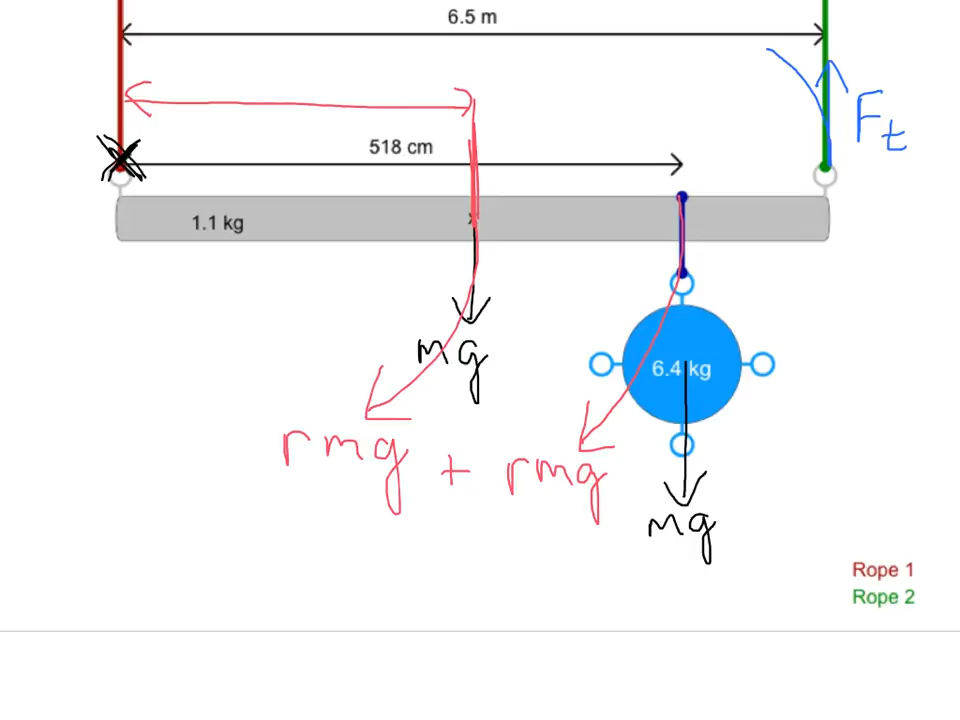 6.5 m
518 cm
Ft
1.1 kg
mg
6.4 kg
rmg + rmg
mg
Rope 1
Rope 2